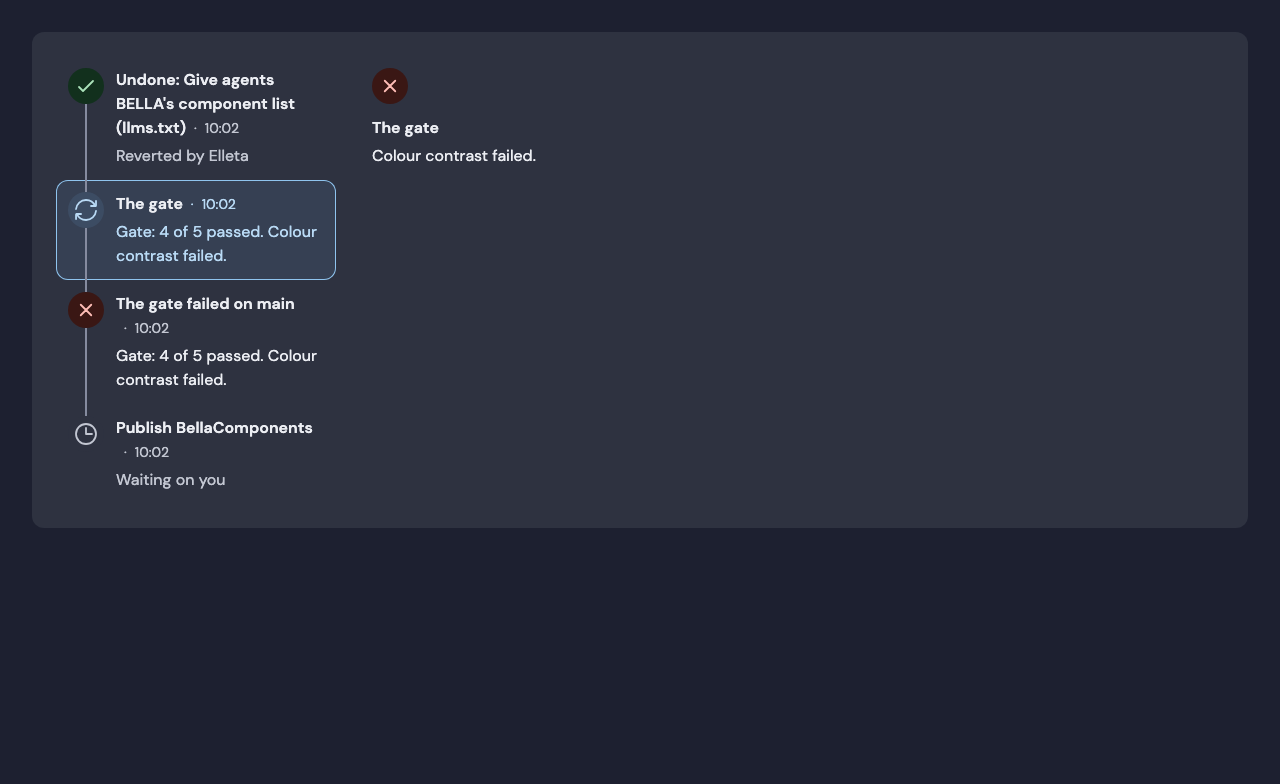 Undone: Give agents
BELLA's component list
(llms.txt) · 10:02
Reverted by Elleta
The gate · 10:02
Gate: 4 of 5 passed. Colour
contrast failed.
The gate failed on main
· 10:02
Gate: 4 of 5 passed. Colour
contrast failed.
Publish BellaComponents
· 10:02
Waiting on you
The gate
Colour contrast failed.